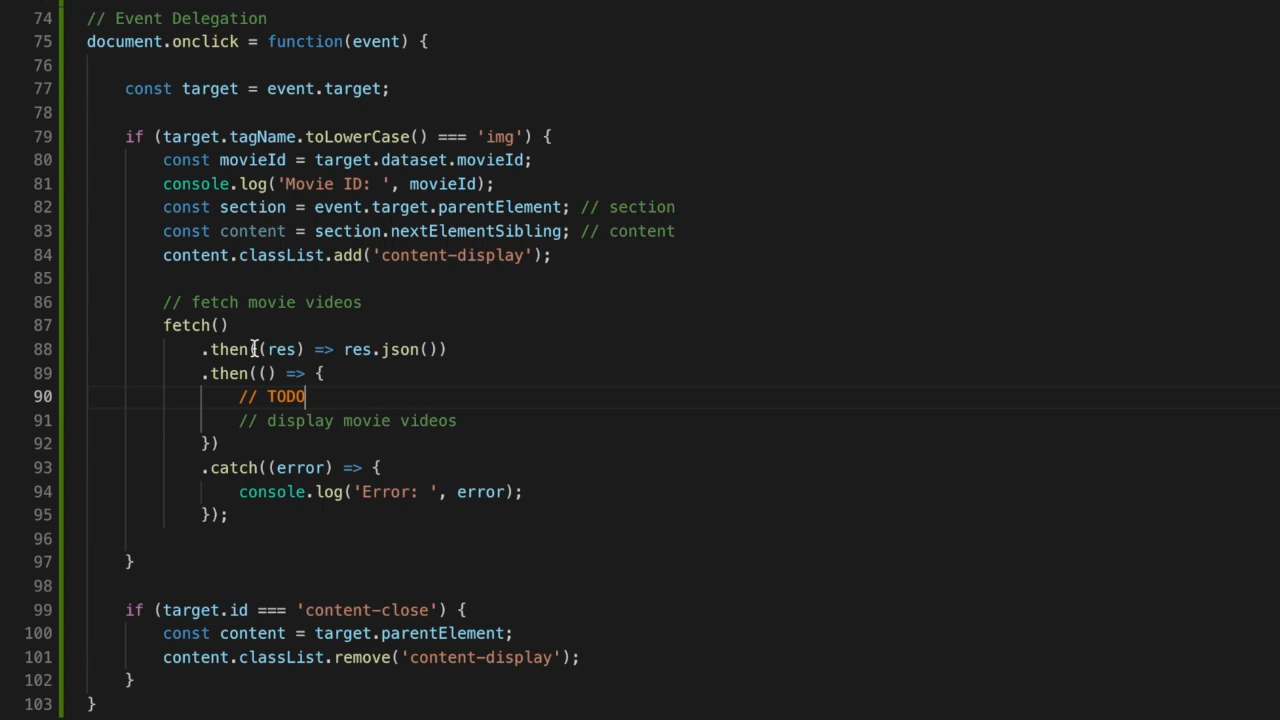 74 // Event Delegation
75 document.onclick = function(event) {
76
77 const target = event.target;
78
79 if (target.tagName.toLowerCase() === 'img') {
80 const movieId = target.dataset.movieId;
81 console.log('Movie ID: ', movieId);
82 const section = event.target.parentElement; // section
83 const content = section.nextElementSibling; // content
84 content.classList.add('content-display');
85
86 // fetch movie videos
87 fetch()
88 .then((res) => res.json())
89 .then(() => {
90 // TODO
91 // display movie videos
92 })
93 .catch((error) => {
94 console.log('Error: ', error);
95 });
96
97 }
98
99 if (target.id === 'content-close') {
100 const content = target.parentElement;
101 content.classList.remove('content-display');
102 }
103 }